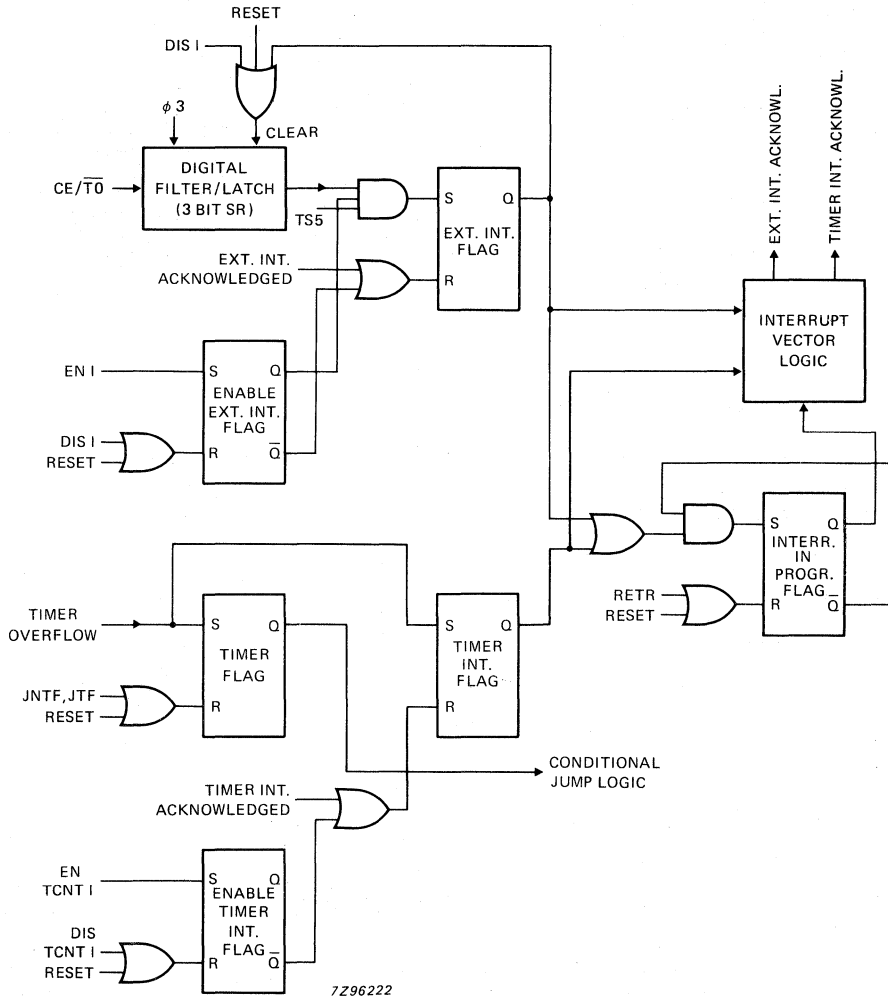 RESET
DIS I
φ 3
CLEAR
CE/T̅0̅
DIGITAL
FILTER/LATCH
(3 BIT SR)
TS5
S
Q
EXT. INT.
FLAG
R
EXT. INT.
ACKNOWLEDGED
EXT. INT. ACKNOWL.
TIMER INT. ACKNOWL.
INTERRUPT
VECTOR
LOGIC
EN I
S
Q
ENABLE
EXT. INT.
FLAG
R
Q̅
DIS I
RESET
S
Q
INTERR.
IN
PROGR.
FLAG
R
Q̅
RETR
RESET
TIMER
OVERFLOW
S
Q
TIMER
FLAG
R
JNTF,JTF
RESET
S
Q
TIMER
INT.
FLAG
R
CONDITIONAL
JUMP LOGIC
TIMER INT.
ACKNOWLEDGED
EN
TCNT I
S
Q
ENABLE
TIMER
INT.
FLAG
R
Q̅
DIS
TCNT I
RESET
7Z96222